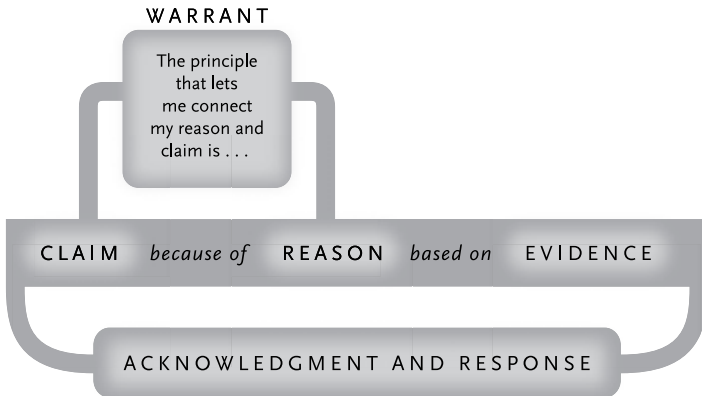 WARRANT
The principle
that lets
me connect
my reason and
claim is . . .
CLAIM because of REASON based on EVIDENCE
ACKNOWLEDGMENT AND RESPONSE